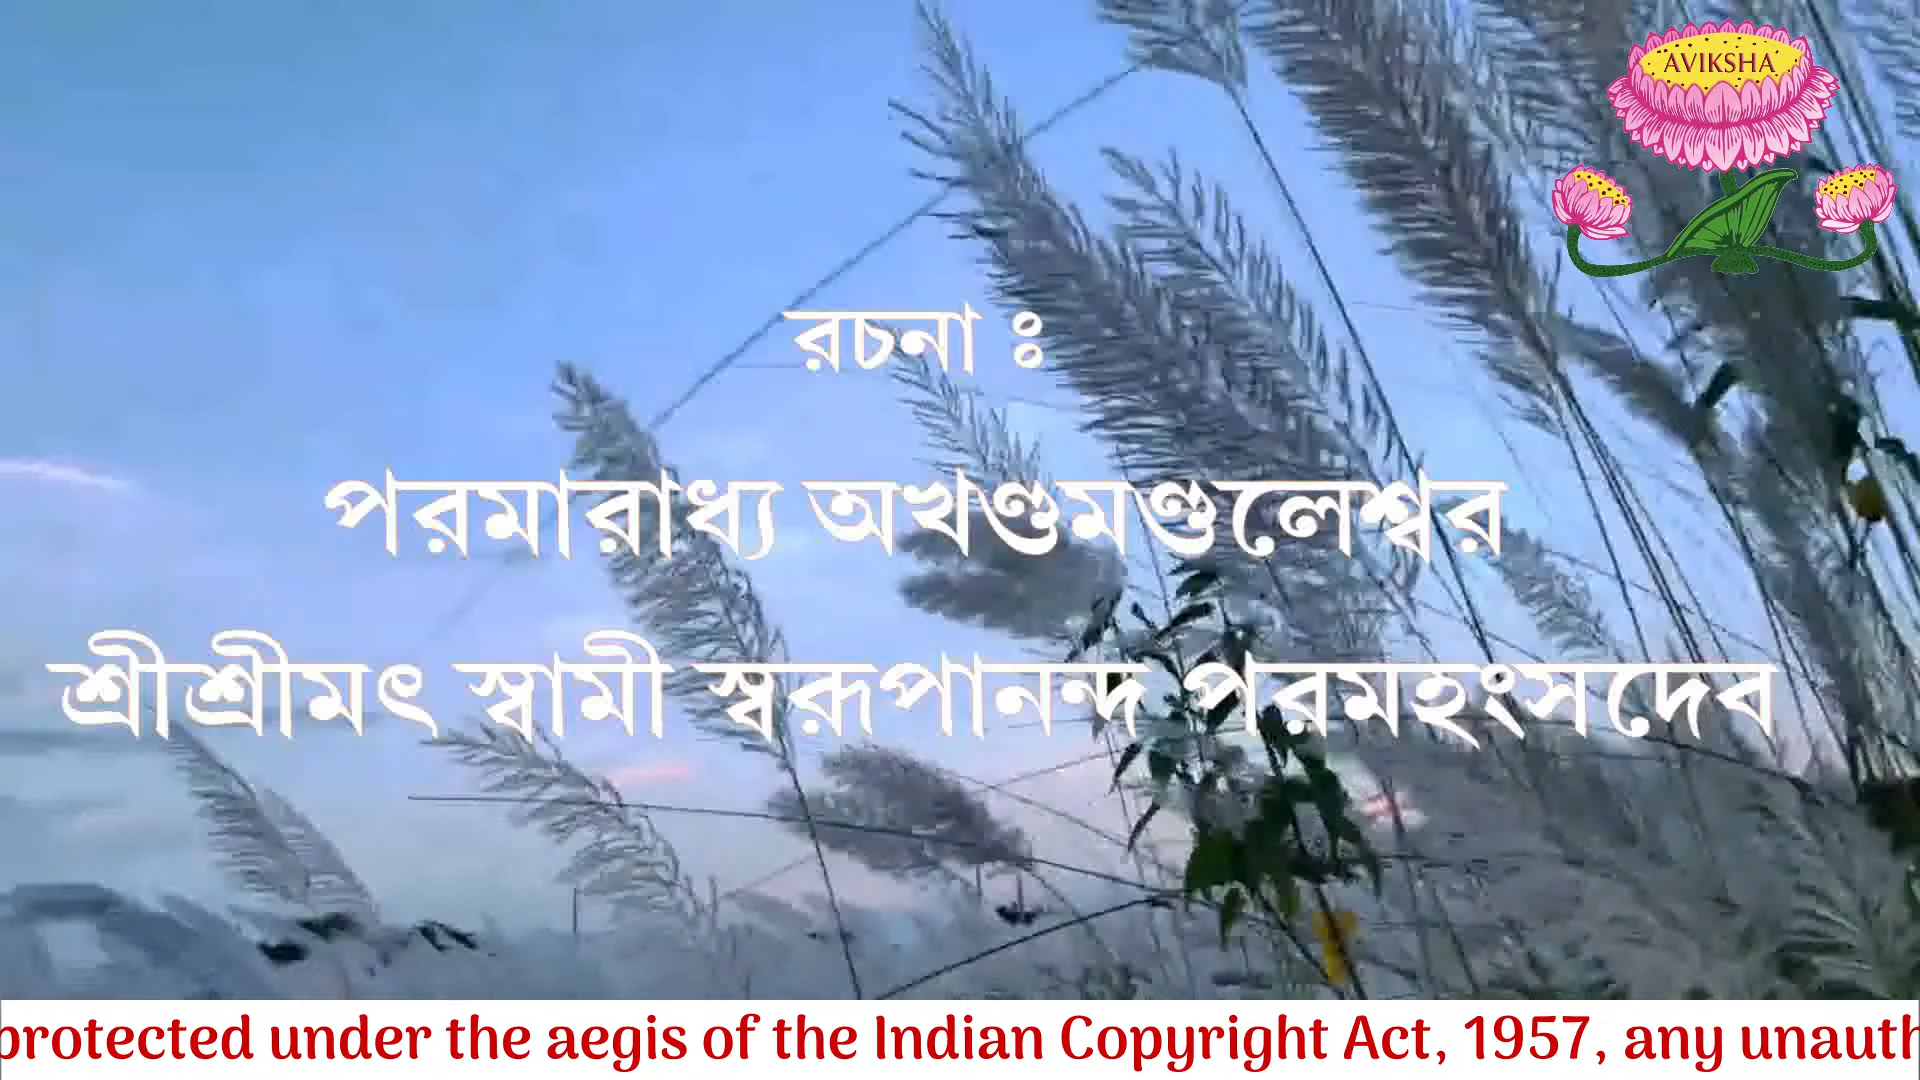 AVIKSHA
রচনা ঃ
পরমারাধ্য অখণ্ডমণ্ডলেশ্বর
শ্রীশ্রীমৎ স্বামী স্বরূপানন্দ পরমহংসদেব
protected under the aegis of the Indian Copyright Act, 1957, any unauth